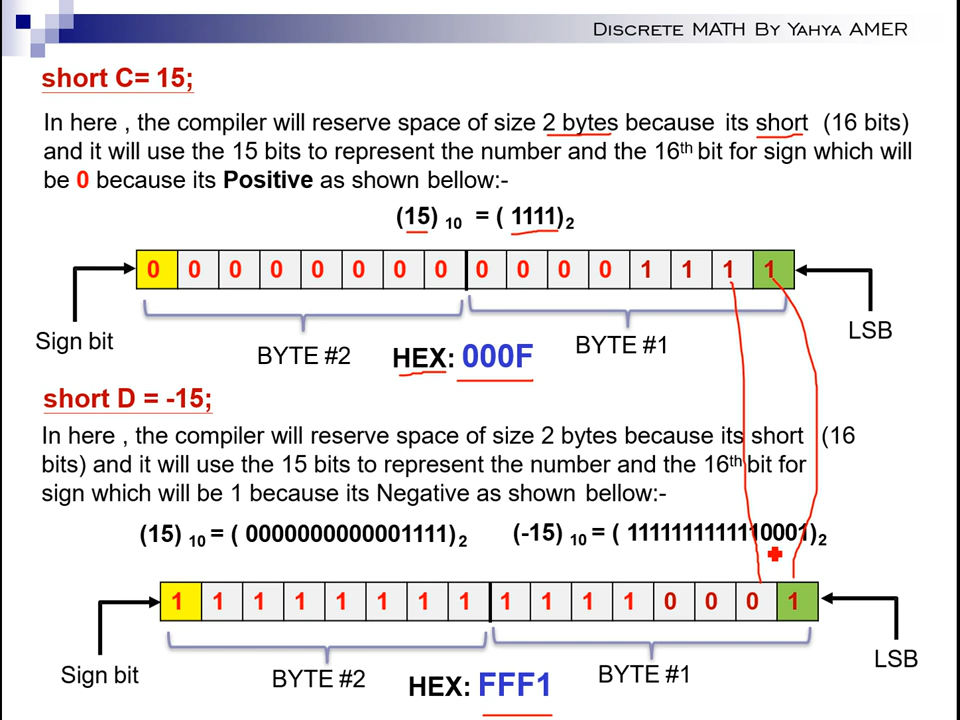 DISCRETE MATH BY YAHYA AMER
short C= 15;
In here , the compiler will reserve space of size 2 bytes because its short (16 bits)
and it will use the 15 bits to represent the number and the 16th bit for sign which will
be 0 because its Positive as shown bellow:-
(15) 10 = ( 1111)2
0 0 0 0 0 0 0 0 0 0 0 0 1 1 1 1
Sign bit
BYTE #2
BYTE #1
LSB
HEX: 000F
short D = -15;
In here , the compiler will reserve space of size 2 bytes because its short (16
bits) and it will use the 15 bits to represent the number and the 16th bit for
sign which will be 1 because its Negative as shown bellow:-
(15) 10 = ( 0000000000001111)2 (-15) 10 = ( 1111111111110001)2
1 1 1 1 1 1 1 1 1 1 1 1 0 0 0 1
Sign bit
BYTE #2
BYTE #1
LSB
HEX: FFF1